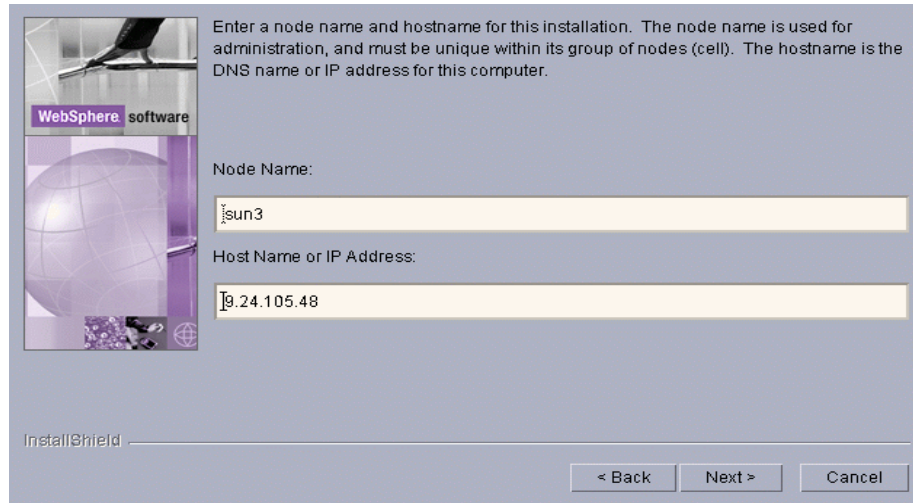 Enter a node name and hostname for this installation. The node name is used for
administration, and must be unique within its group of nodes (cell). The hostname is the
DNS name or IP address for this computer.
WebSphere software
Node Name:
sun3
Host Name or IP Address:
9.24.105.48
InstallShield
< Back Next > Cancel